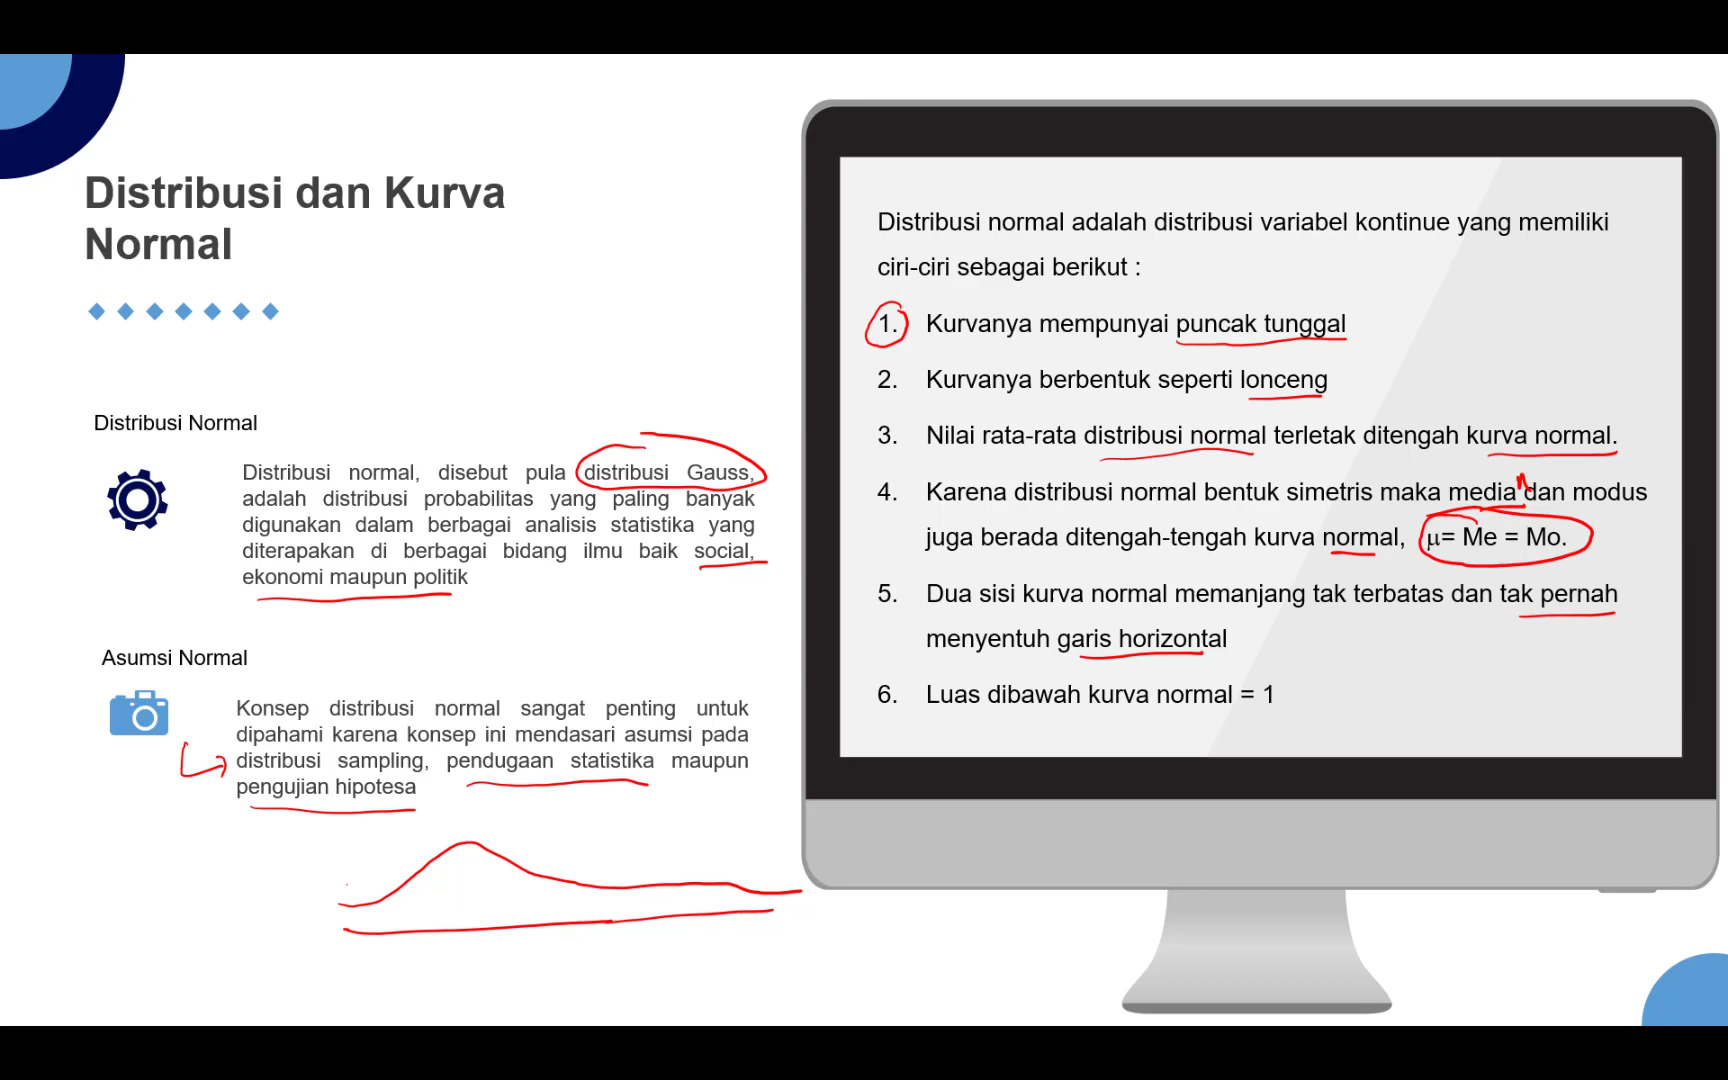 Distribusi dan Kurva
Normal
Distribusi Normal
Distribusi normal, disebut pula distribusi Gauss,
adalah distribusi probabilitas yang paling banyak
digunakan dalam berbagai analisis statistika yang
diterapakan di berbagai bidang ilmu baik social,
ekonomi maupun politik
Asumsi Normal
Konsep distribusi normal sangat penting untuk
dipahami karena konsep ini mendasari asumsi pada
distribusi sampling, pendugaan statistika maupun
pengujian hipotesa
Distribusi normal adalah distribusi variabel kontinue yang memiliki
ciri-ciri sebagai berikut :
1. Kurvanya mempunyai puncak tunggal
2. Kurvanya berbentuk seperti lonceng
3. Nilai rata-rata distribusi normal terletak ditengah kurva normal.
4. Karena distribusi normal bentuk simetris maka median dan modus
juga berada ditengah-tengah kurva normal, μ= Me = Mo.
5. Dua sisi kurva normal memanjang tak terbatas dan tak pernah
menyentuh garis horizontal
6. Luas dibawah kurva normal = 1